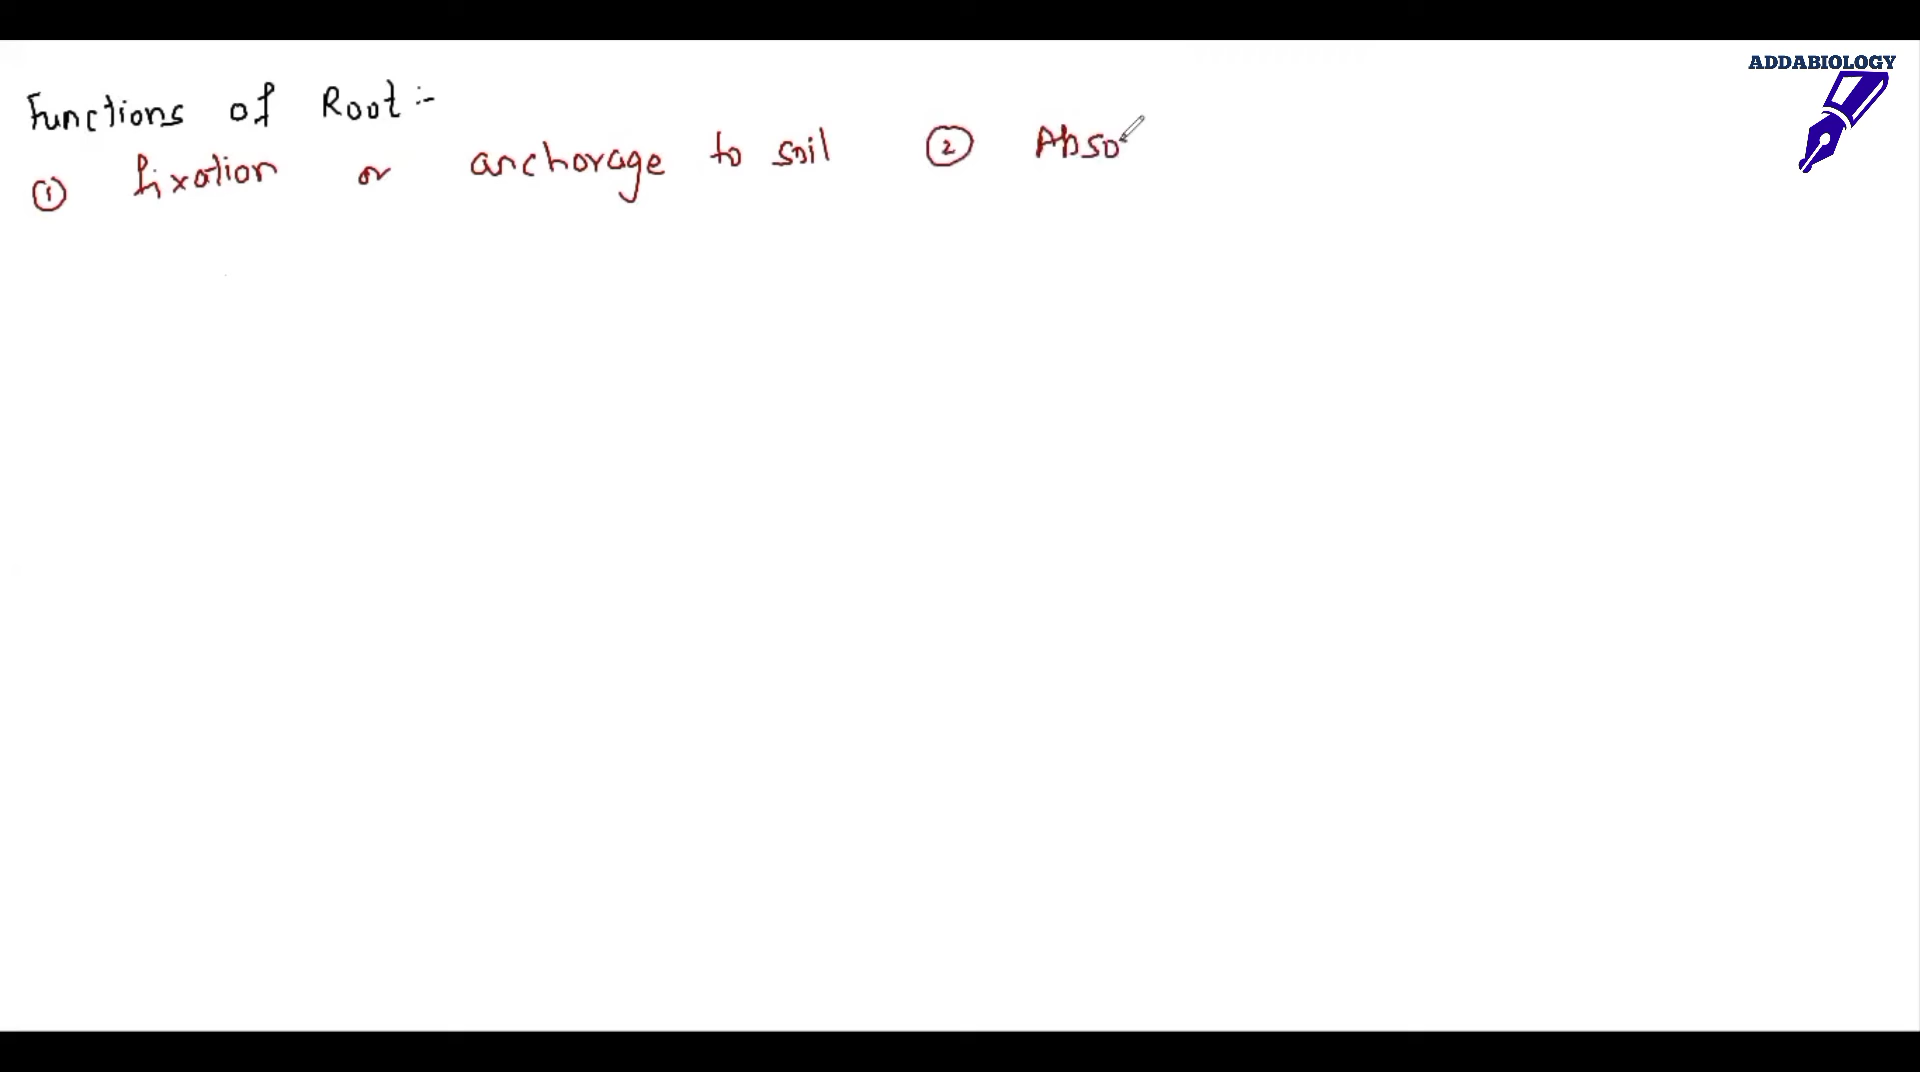 ADDABIOLOGY
Functions of Root :-
① fixation or anchorage to soil ② Abso